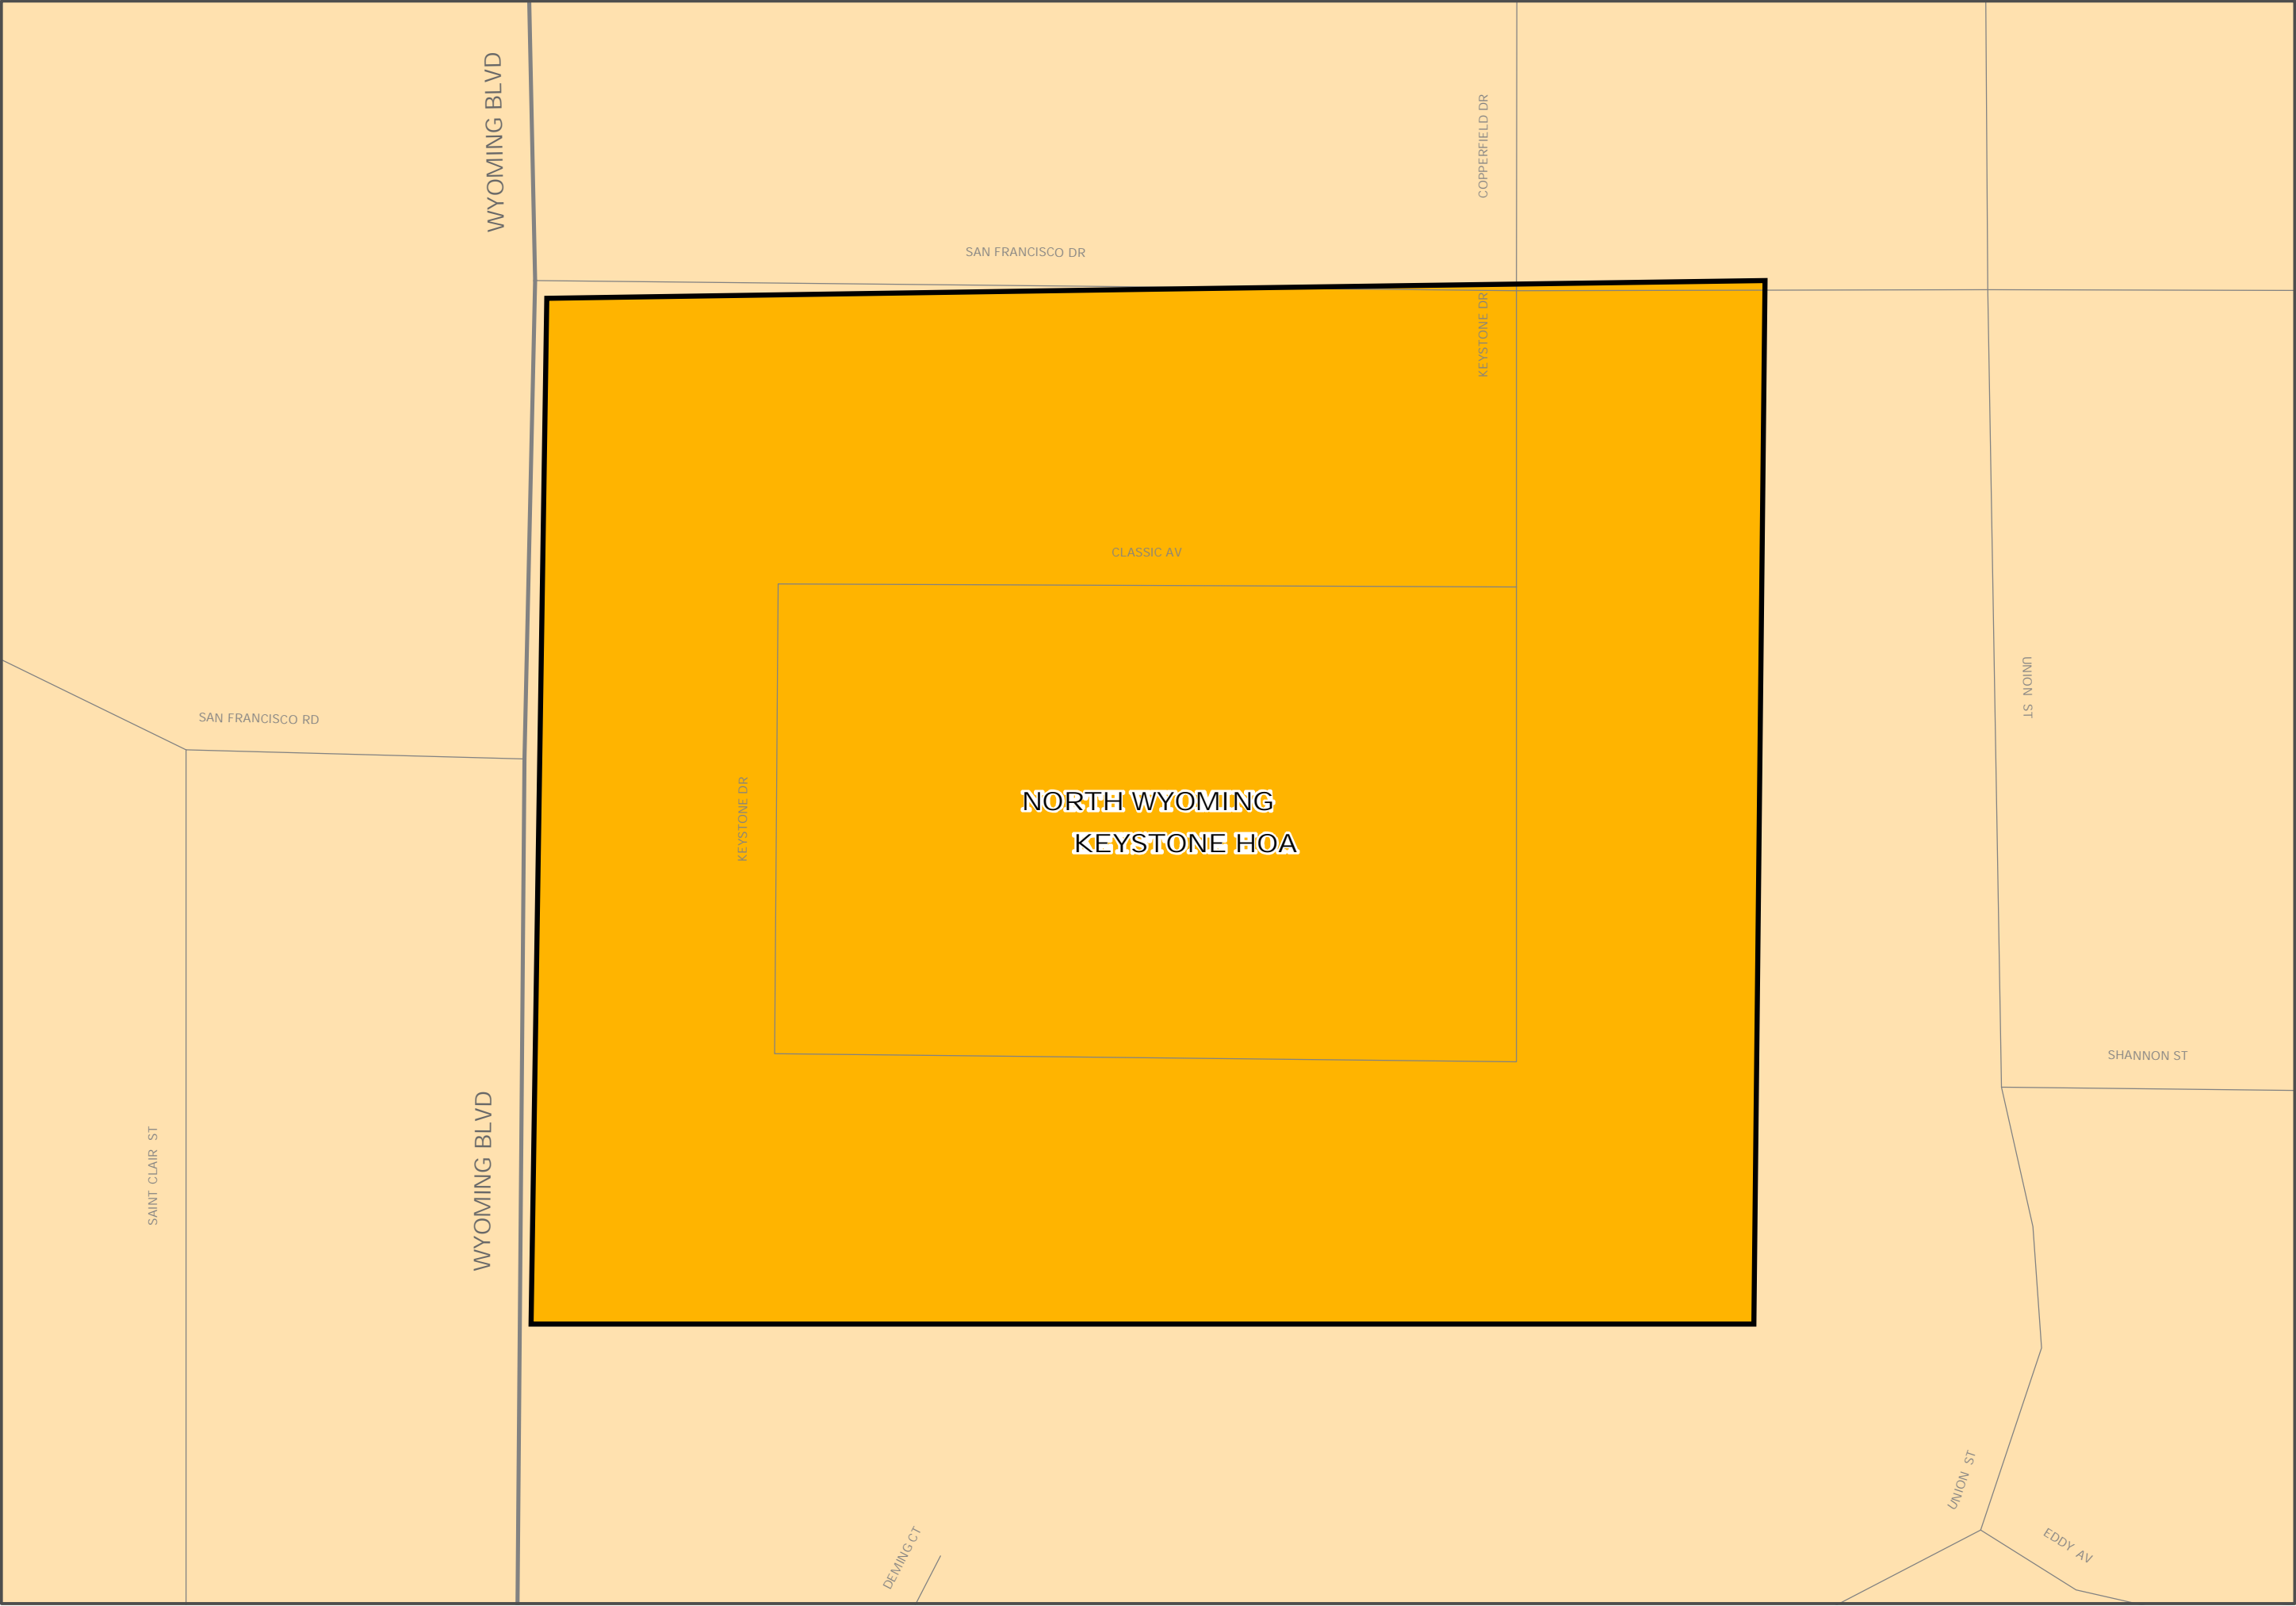 WYOMING BLVD
COPPERFIELD DR
SAN FRANCISCO DR
KEYSTONE DR
CLASSIC AV
UNION ST
SAN FRANCISCO RD
KEYSTONE DR
NORTH WYOMING
KEYSTONE HOA
SHANNON ST
SAINT CLAIR ST
WYOMING BLVD
UNION ST
EDDY AV
DEMING CT